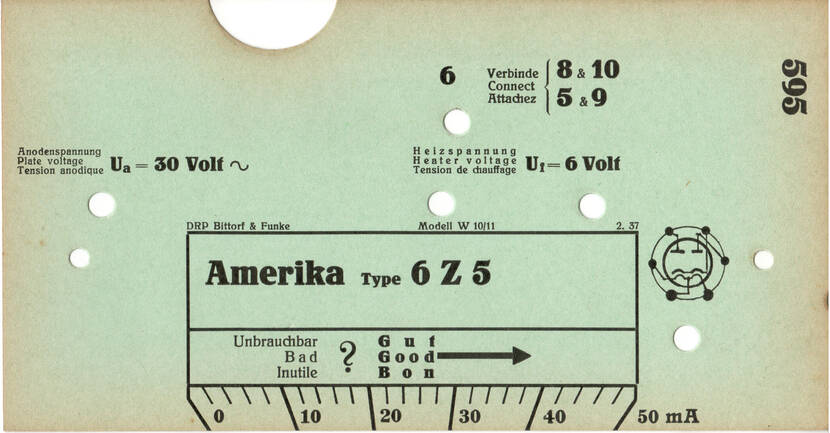 6 Verbinde 8 & 10
Connect
Attachez 5 & 9
595
Anodenspannung
Plate voltage Ua = 30 Volt ~
Tension anodique
Heizspannung
Heater voltage Uf = 6 Volt
Tension de chauffage
DRP Bittorf & Funke Modell W 10/11 2. 37
Amerika Type 6 Z 5
Unbrauchbar Gut
Bad ? Good
Inutile Bon
0 10 20 30 40 50 mA